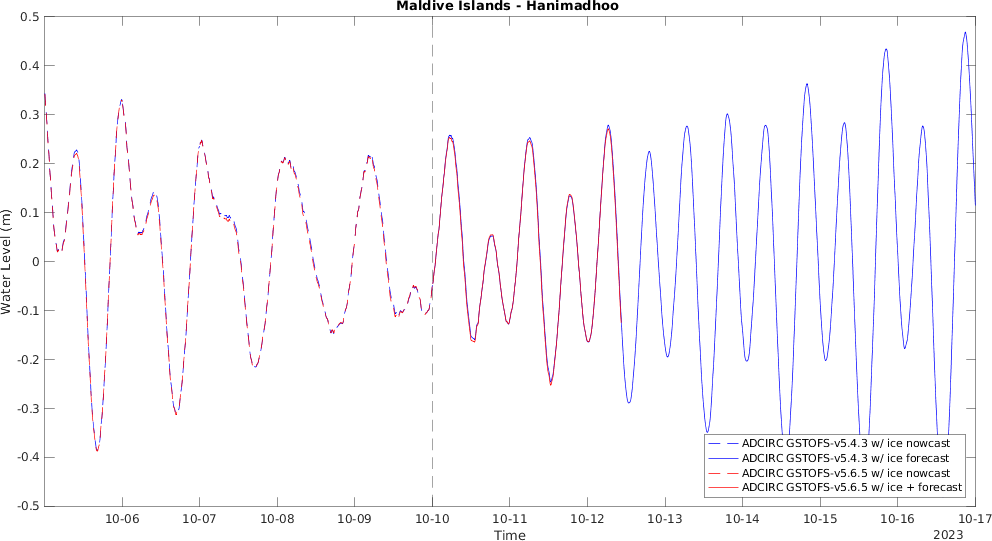 Maldive Islands - Hanimadhoo
0.5
0.4
0.3
0.2
0.1
0
-0.1
-0.2
-0.3
-0.4
-0.5
Water Level (m)
ADCIRC GSTOFS-v5.4.3 w/ ice nowcast
ADCIRC GSTOFS-v5.4.3 w/ ice forecast
ADCIRC GSTOFS-v5.6.5 w/ ice nowcast
ADCIRC GSTOFS-v5.6.5 w/ ice + forecast
10-06 10-07 10-08 10-09 10-10 10-11 10-12 10-13 10-14 10-15 10-16 10-17
Time
2023